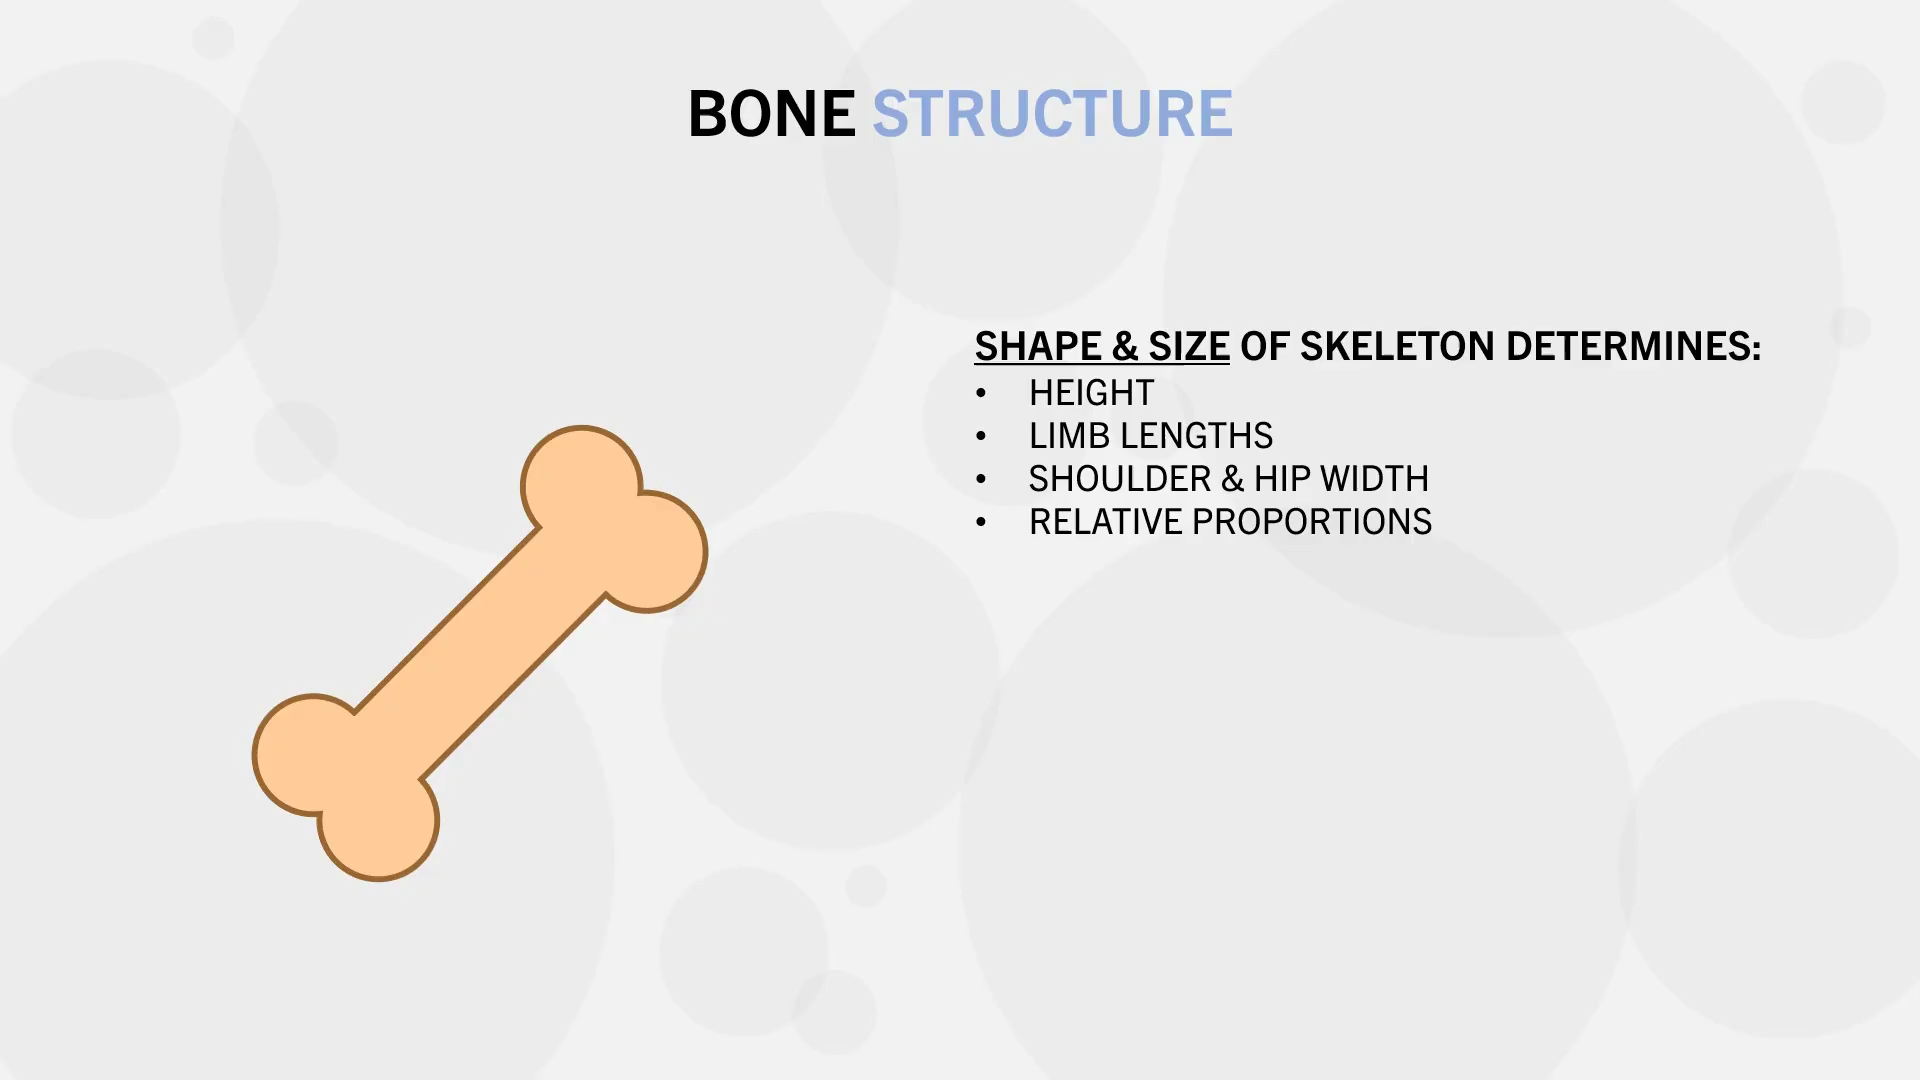 BONE STRUCTURE
SHAPE & SIZE OF SKELETON DETERMINES:
• HEIGHT
• LIMB LENGTHS
• SHOULDER & HIP WIDTH
• RELATIVE PROPORTIONS